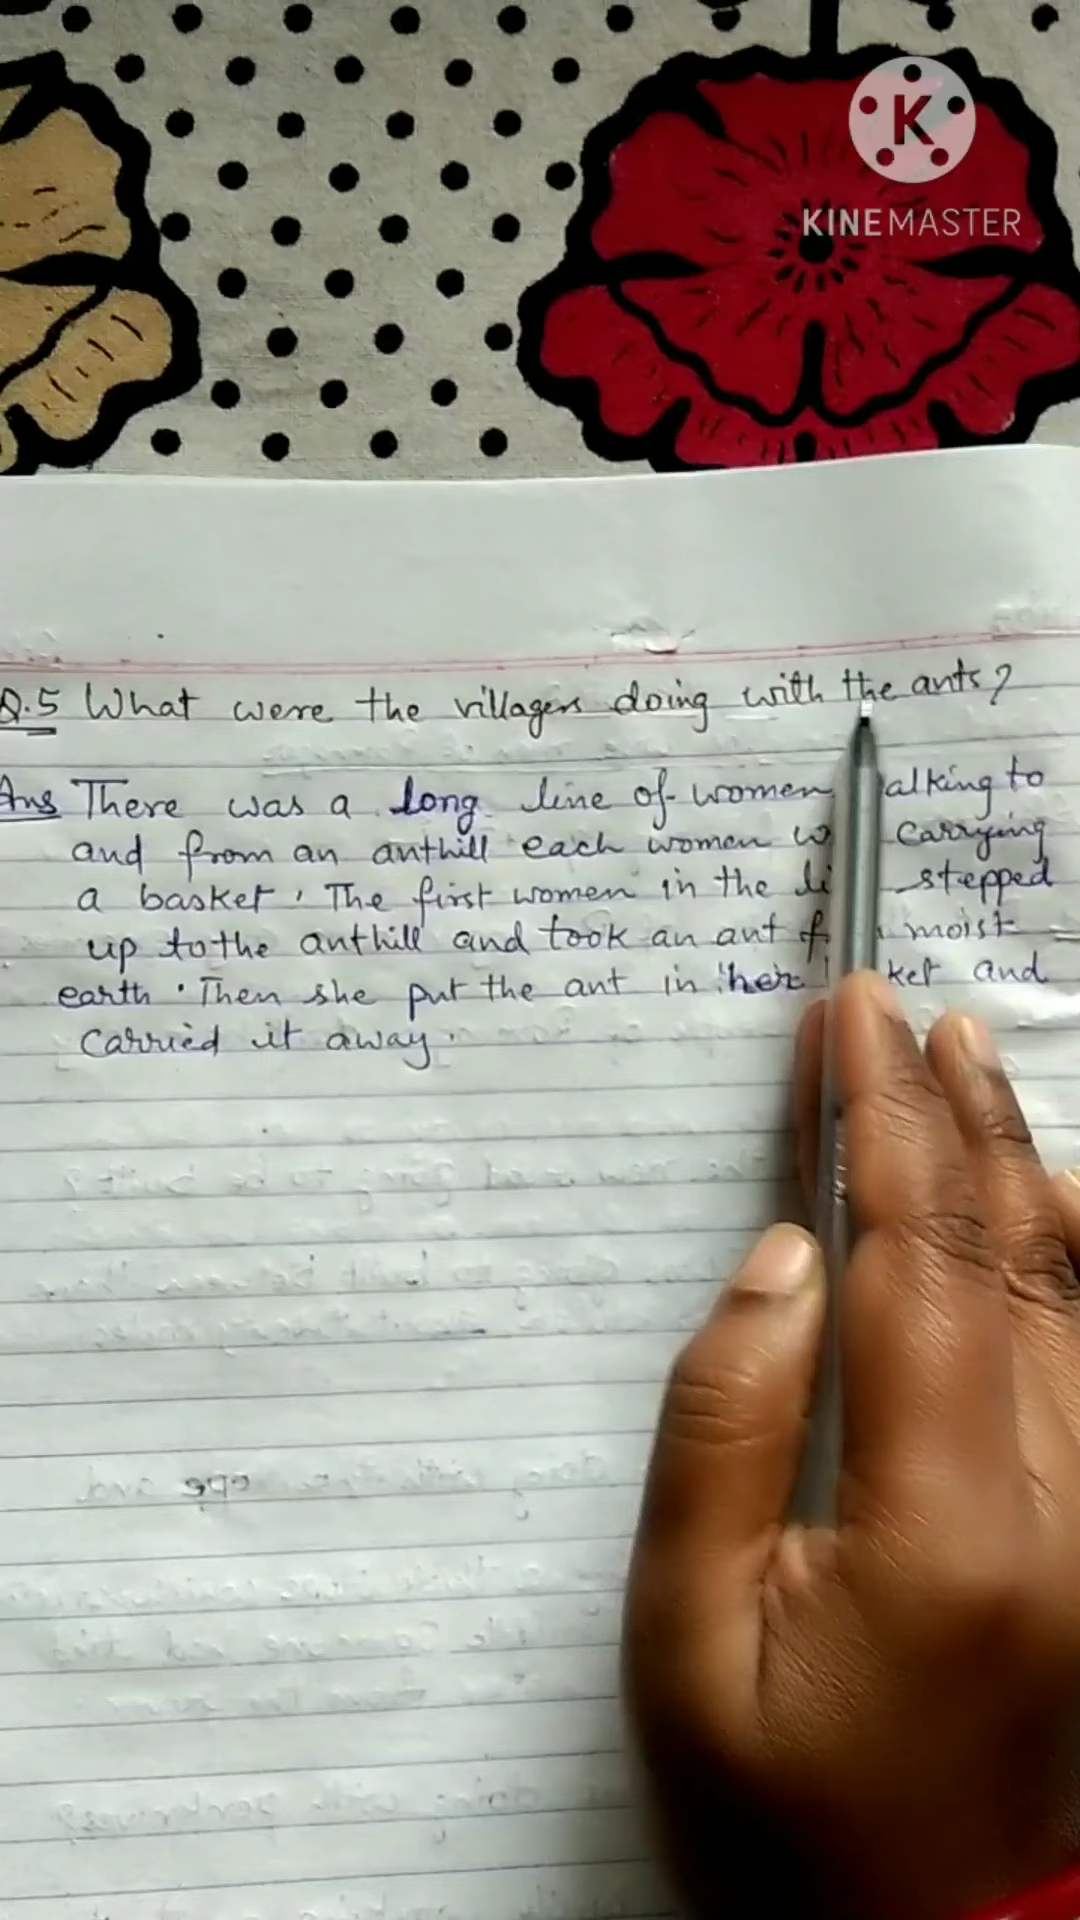 K
KINEMASTER
Q.5 What were the villagers doing with the ants?
Ans There was a long line of women alking to
and from an anthill each women w carrying
a basket. The first women in the li stepped
up to the anthill and took an ant f moist
earth. Then she put the ant in her ket and
carried it away.